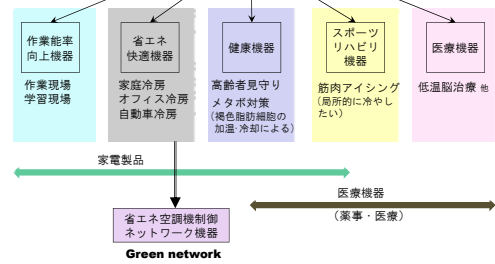 作業能率
向上機器
作業現場
学習現場
省エネ
快適機器
家庭冷房
オフィス冷房
自動車冷房
健康機器
高齢者見守り
メタボ対策
(褐色脂肪細胞の
加温・冷却による)
スポーツ
リハビリ
機器
筋肉アイシング
(局所的に冷やし
たい)
医療機器
低温脳治療 他
家電製品
医療機器
(薬事・医療)
省エネ空調機制御
ネットワーク機器
Green network